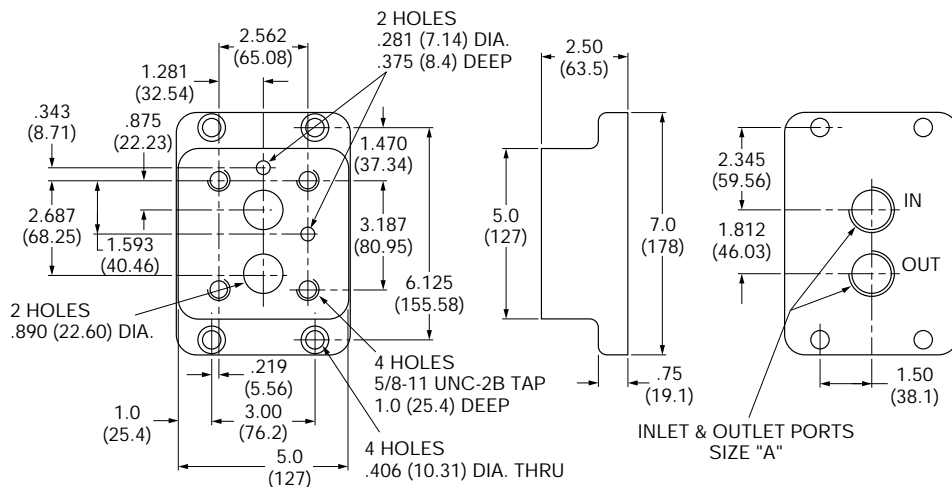 2 HOLES
.281 (7.14) DIA.
.375 (8.4) DEEP
2.562
(65.08)
1.281
(32.54)
.343
(8.71)
.875
(22.23)
1.470
(37.34)
2.687
(68.25)
1.593
(40.46)
3.187
(80.95)
6.125
(155.58)
2 HOLES
.890 (22.60) DIA.
.219
(5.56)
4 HOLES
5/8-11 UNC-2B TAP
1.0 (25.4) DEEP
1.0
(25.4)
3.00
(76.2)
5.0
(127)
4 HOLES
.406 (10.31) DIA. THRU
2.50
(63.5)
5.0
(127)
7.0
(178)
.75
(19.1)
2.345
(59.56)
IN
1.812
(46.03)
OUT
1.50
(38.1)
INLET & OUTLET PORTS
SIZE "A"